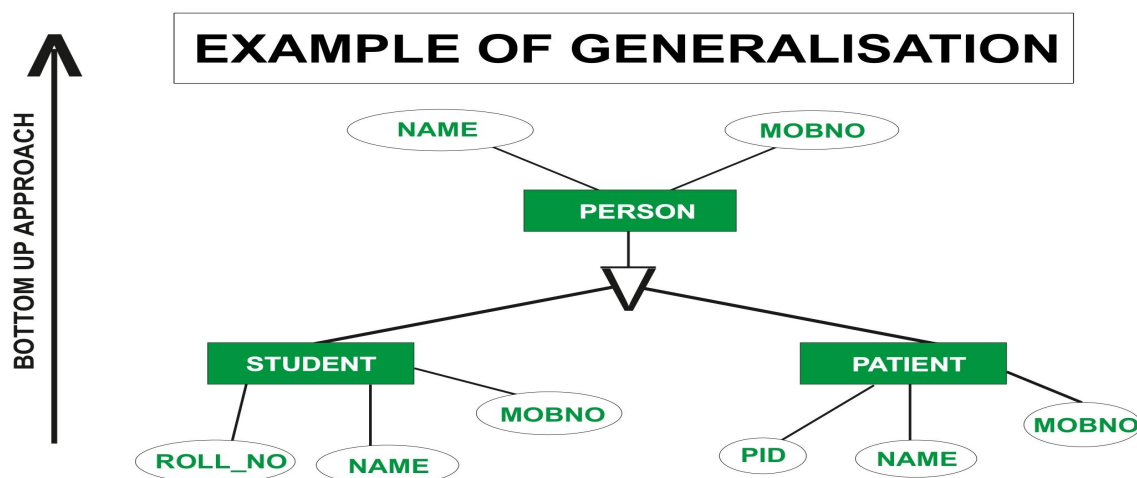 EXAMPLE OF GENERALISATION
BOTTOM UP APPROACH
NAME
MOBNO
PERSON
STUDENT
PATIENT
MOBNO
MOBNO
ROLL_NO
NAME
PID
NAME